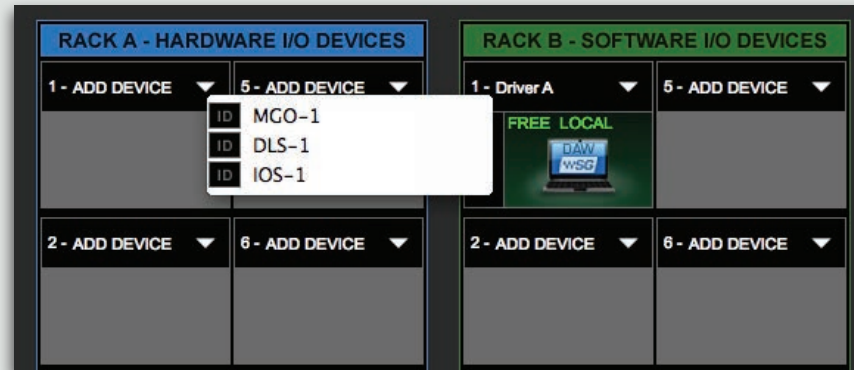 RACK A - HARDWARE I/O DEVICES
1 - ADD DEVICE
5 - ADD DEVICE
ID MGO-1
ID DLS-1
ID IOS-1
2 - ADD DEVICE
6 - ADD DEVICE
RACK B - SOFTWARE I/O DEVICES
1 - Driver A
5 - ADD DEVICE
FREE LOCAL
DAW
WSG
2 - ADD DEVICE
6 - ADD DEVICE